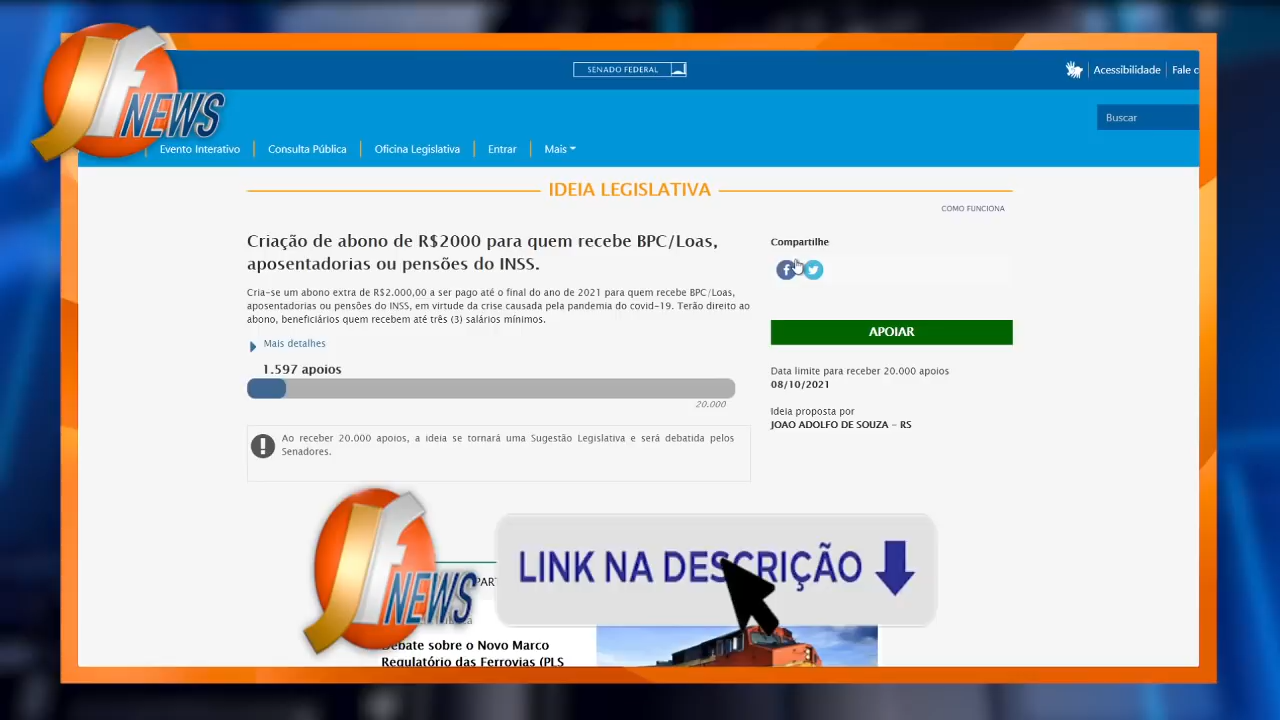 Jf NEWS
SENADO FEDERAL
Acessibilidade
Fale c
Buscar
Evento Interativo
Consulta Pública
Oficina Legislativa
Entrar
Mais
IDEIA LEGISLATIVA
COMO FUNCIONA
Criação de abono de R$2000 para quem recebe BPC/Loas,
aposentadorias ou pensões do INSS.
Compartilhe
Cria-se um abono extra de R$2.000,00 a ser pago até o final do ano de 2021 para quem recebe BPC/Loas,
aposentadorias ou pensões do INSS, em virtude da crise causada pela pandemia do covid-19. Terão direito ao
abono, beneficiários quem recebem até três (3) salários mínimos.
APOIAR
Mais detalhes
1.597 apoios
20.000
Data limite para receber 20.000 apoios
08/10/2021
Ideia proposta por
JOAO ADOLFO DE SOUZA - RS
Ao receber 20.000 apoios, a ideia se tornará uma Sugestão Legislativa e será debatida pelos
Senadores.
Jf NEWS
LINK NA DESCRIÇÃO
PART
Debate sobre o Novo Marco
Regulatório das Ferrovias (PLS